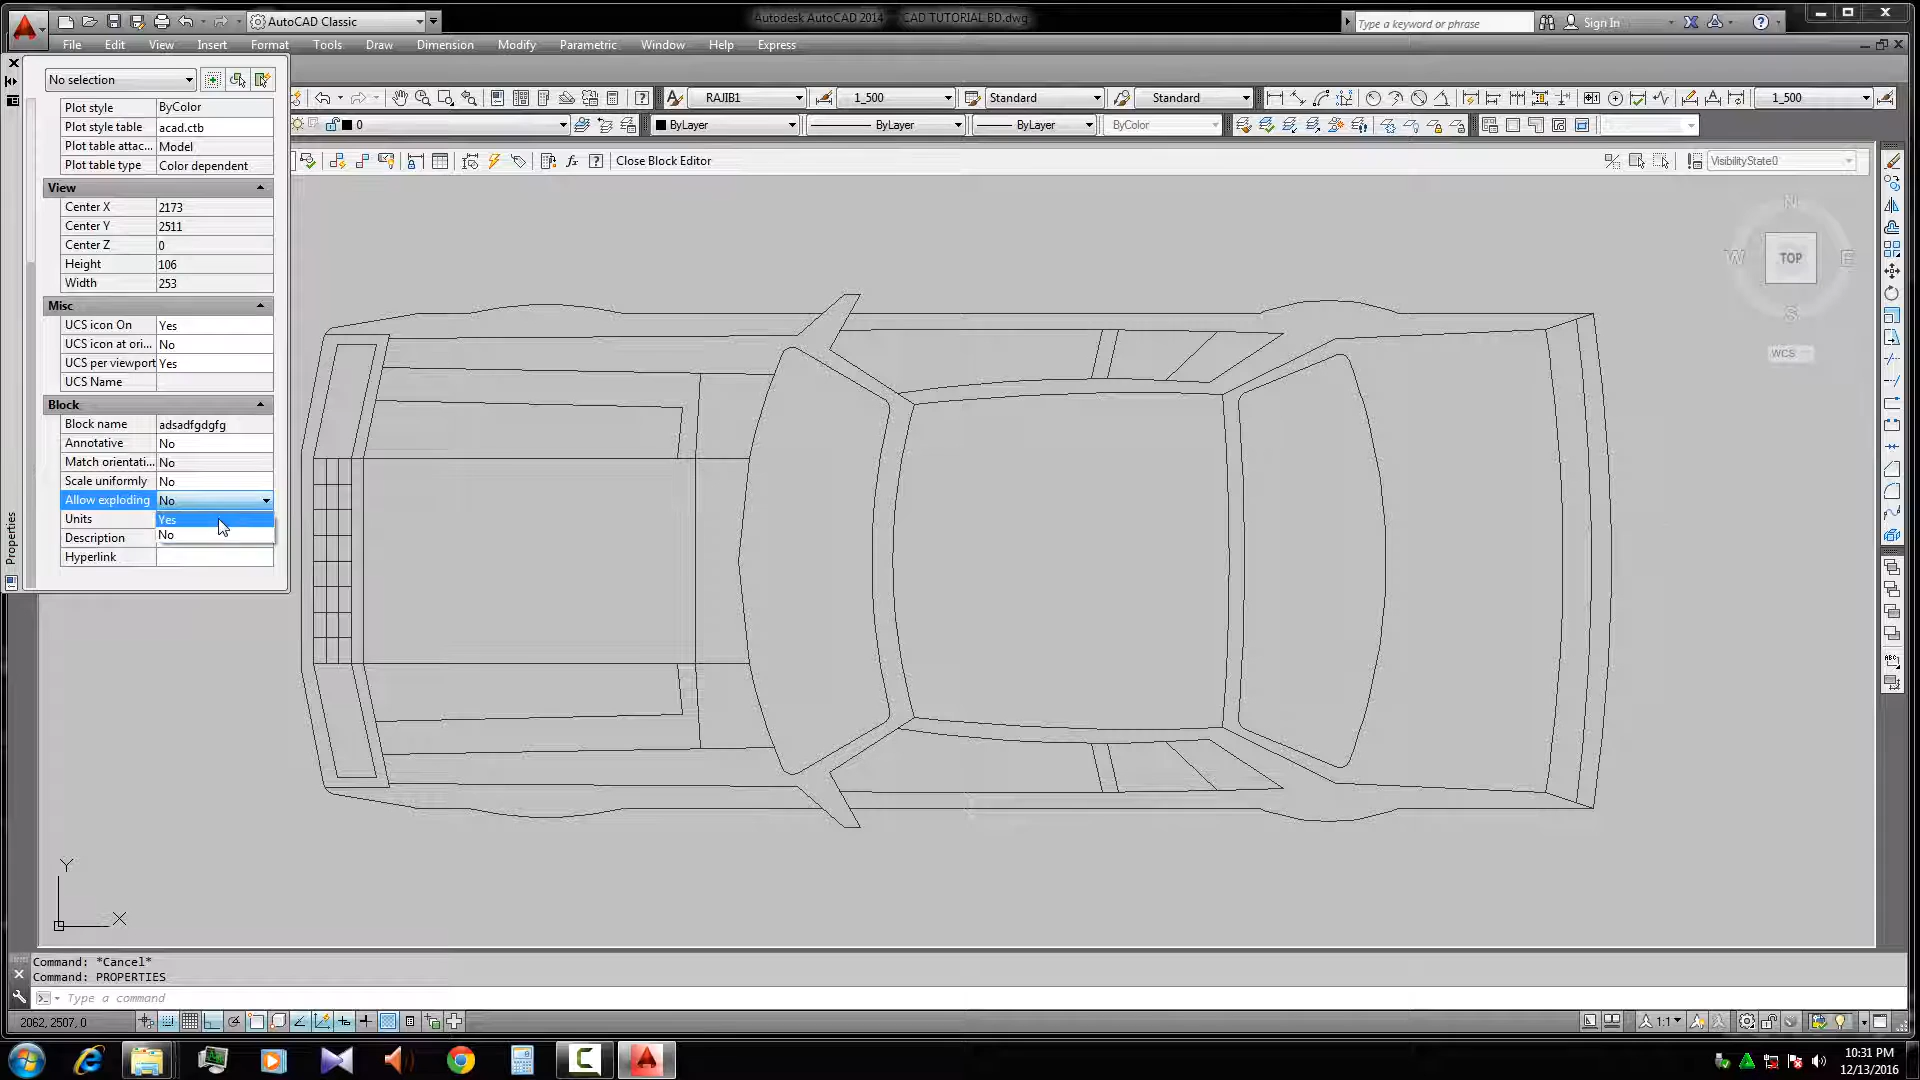 AutoCAD Classic
Autodesk AutoCAD 2014 CAD TUTORIAL BD.dwg
Type a keyword or phrase
Sign In
File Edit View Insert Format Tools Draw Dimension Modify Parametric Window Help Express
No selection
RAJIB1
1_500
Standard
Standard
1_500
0
ByLayer
ByLayer
ByLayer
ByColor
Close Block Editor
VisibilityState0
Plot style ByColor
Plot style table acad.ctb
Plot table attac... Model
Plot table type Color dependent
View
Center X 2173
Center Y 2511
Center Z 0
Height 106
Width 253
Misc
UCS icon On Yes
UCS icon at ori... No
UCS per viewport Yes
UCS Name
Block
Block name adsadfgdgfg
Annotative No
Match orientati... No
Scale uniformly No
Allow exploding No
Units Yes
No
Description
Hyperlink
Properties
N
W TOP E
S
WCS
Y
X
Command: *Cancel*
Command: PROPERTIES
Type a command
2062, 2507, 0
1:1
10:31 PM
12/13/2016